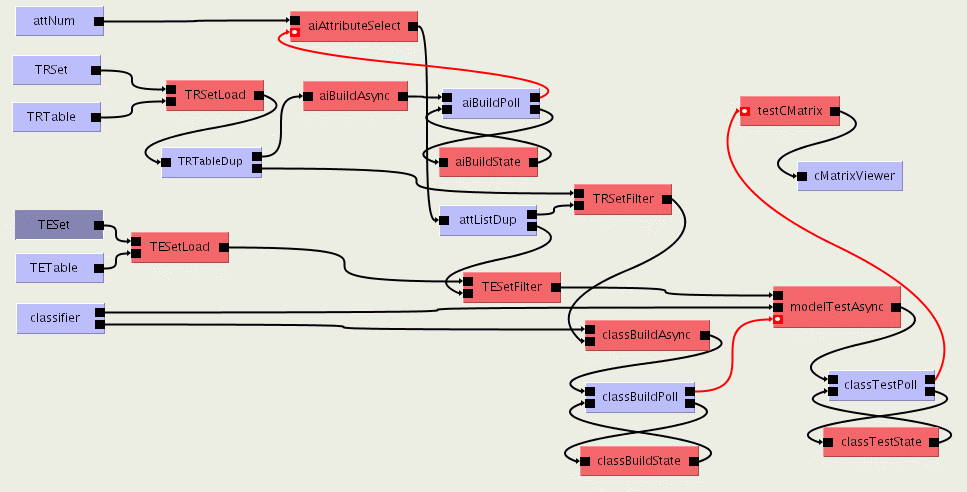 attNum
aiAttributeSelect
TRSet
TRSetLoad
aiBuildAsync
aiBuildPoll
testCMatrix
TRTable
TRTableDup
aiBuildState
cMatrixViewer
TRSetFilter
TESet
attListDup
TESetLoad
TETable
TESetFilter
classifier
modelTestAsync
classBuildAsync
classTestPoll
classBuildPoll
classTestState
classBuildState